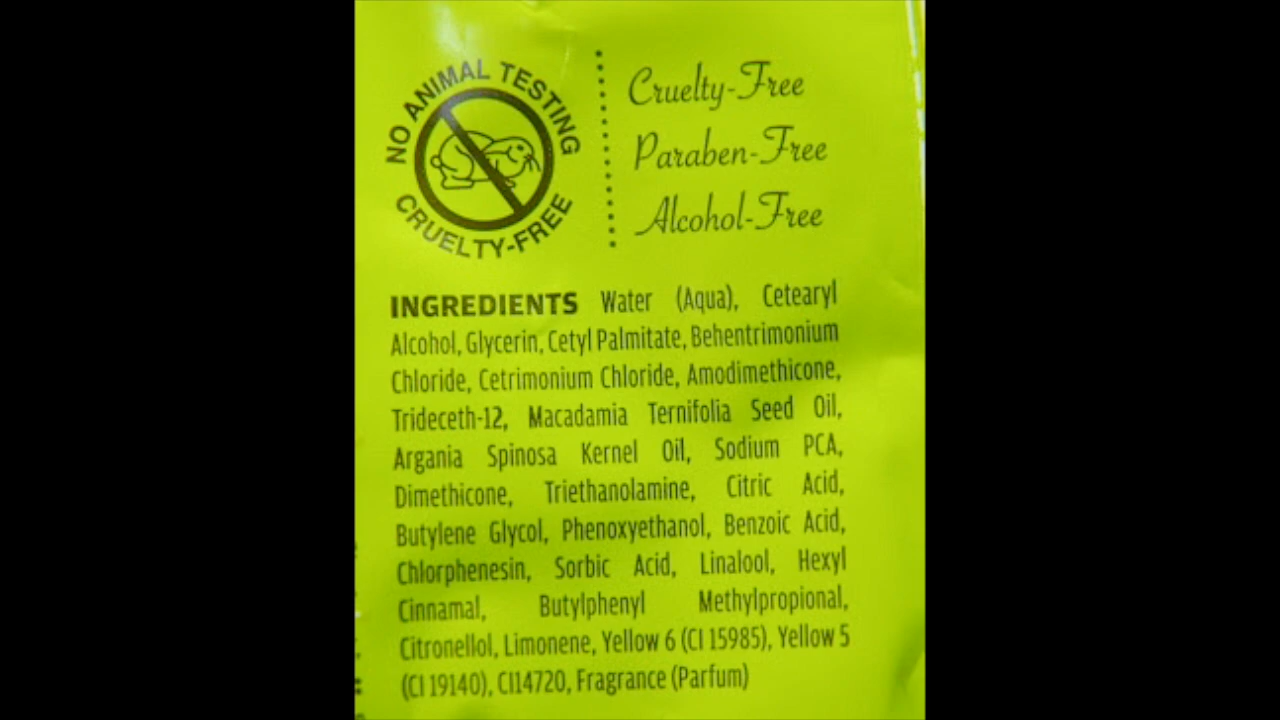 NO ANIMAL TESTING
CRUELTY-FREE
Cruelty-Free
Paraben-Free
Alcohol-Free
INGREDIENTS Water (Aqua), Cetearyl
Alcohol, Glycerin, Cetyl Palmitate, Behentrimonium
Chloride, Cetrimonium Chloride, Amodimethicone,
Trideceth-12, Macadamia Ternifolia Seed Oil,
Argania Spinosa Kernel Oil, Sodium PCA,
Dimethicone, Triethanolamine, Citric Acid,
Butylene Glycol, Phenoxyethanol, Benzoic Acid,
Chlorphenesin, Sorbic Acid, Linalool, Hexyl
Cinnamal, Butylphenyl Methylpropional,
Citronellol, Limonene, Yellow 6 (CI 15985), Yellow 5
(CI 19140), CI14720, Fragrance (Parfum)